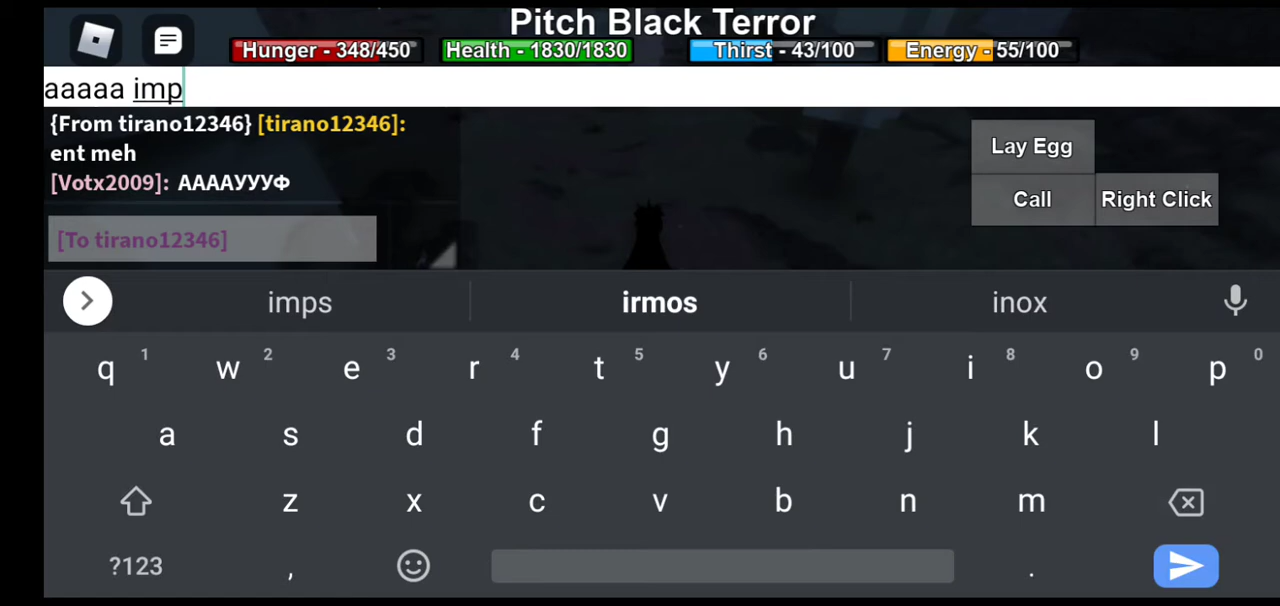 Pitch Black Terror
Hunger - 348/450 Health - 1830/1830 Thirst - 43/100 Energy - 55/100
aaaaa imp
{From tirano12346} [tirano12346]:
ent meh
[Votx2009]: ААААУУУФ
[To tirano12346]
Lay Egg
Call Right Click
imps irmos inox
q 1 w 2 e 3 r 4 t 5 y 6 u 7 i 8 o 9 p 0
a s d f g h j k l
z x c v b n m
?123 , .